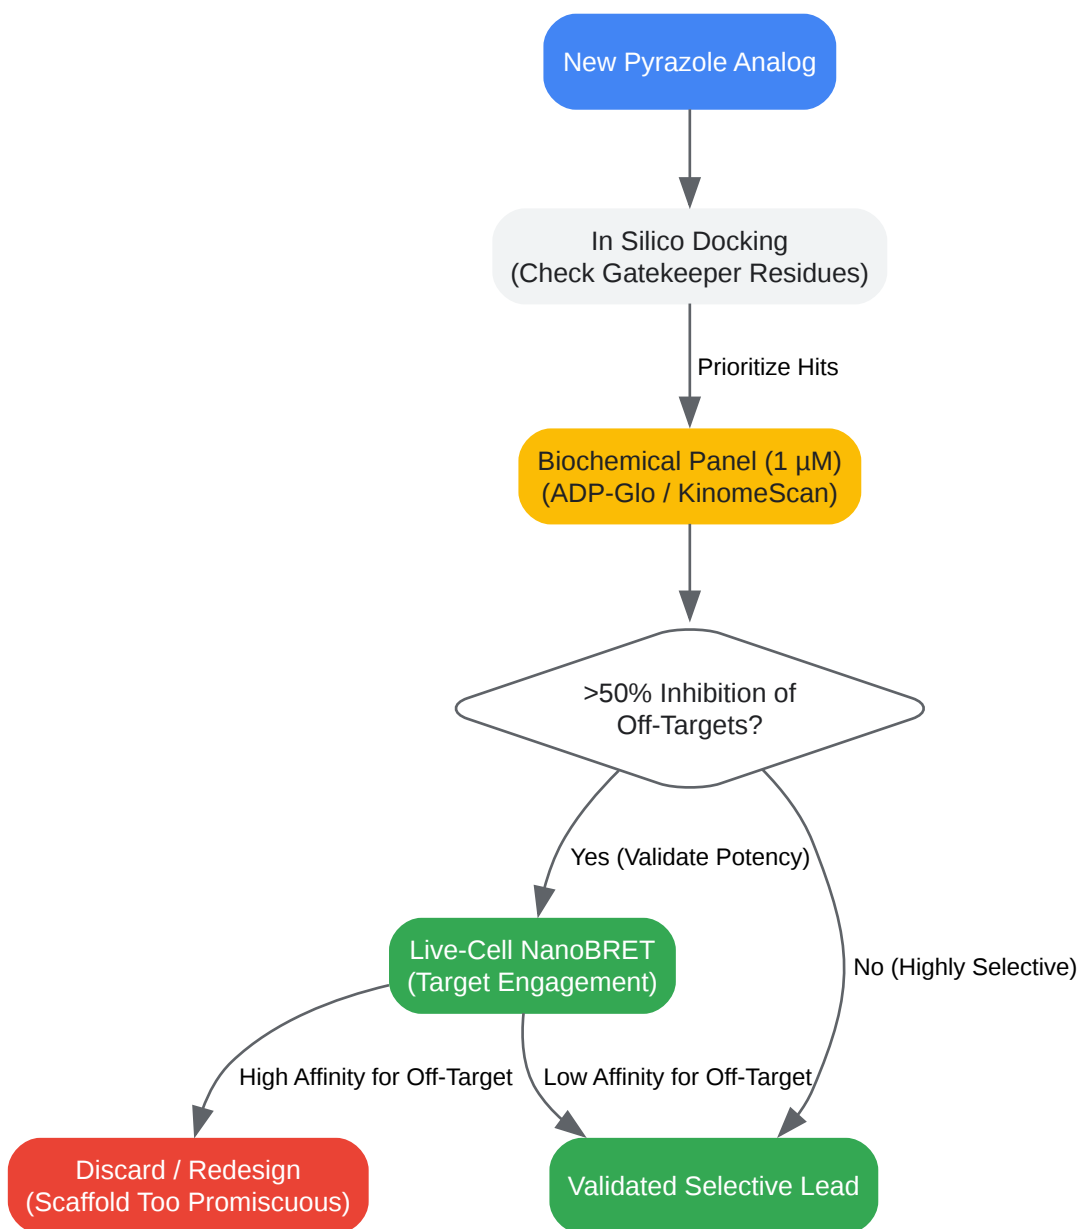 New Pyrazole Analog
In Silico Docking
(Check Gatekeeper Residues)
Prioritize Hits
Biochemical Panel (1 µM)
(ADP-Glo / KinomeScan)
>50% Inhibition of
Off-Targets?
Yes (Validate Potency)
Live-Cell NanoBRET
(Target Engagement)
No (Highly Selective)
High Affinity for Off-Target
Low Affinity for Off-Target
Discard / Redesign
(Scaffold Too Promiscuous)
Validated Selective Lead